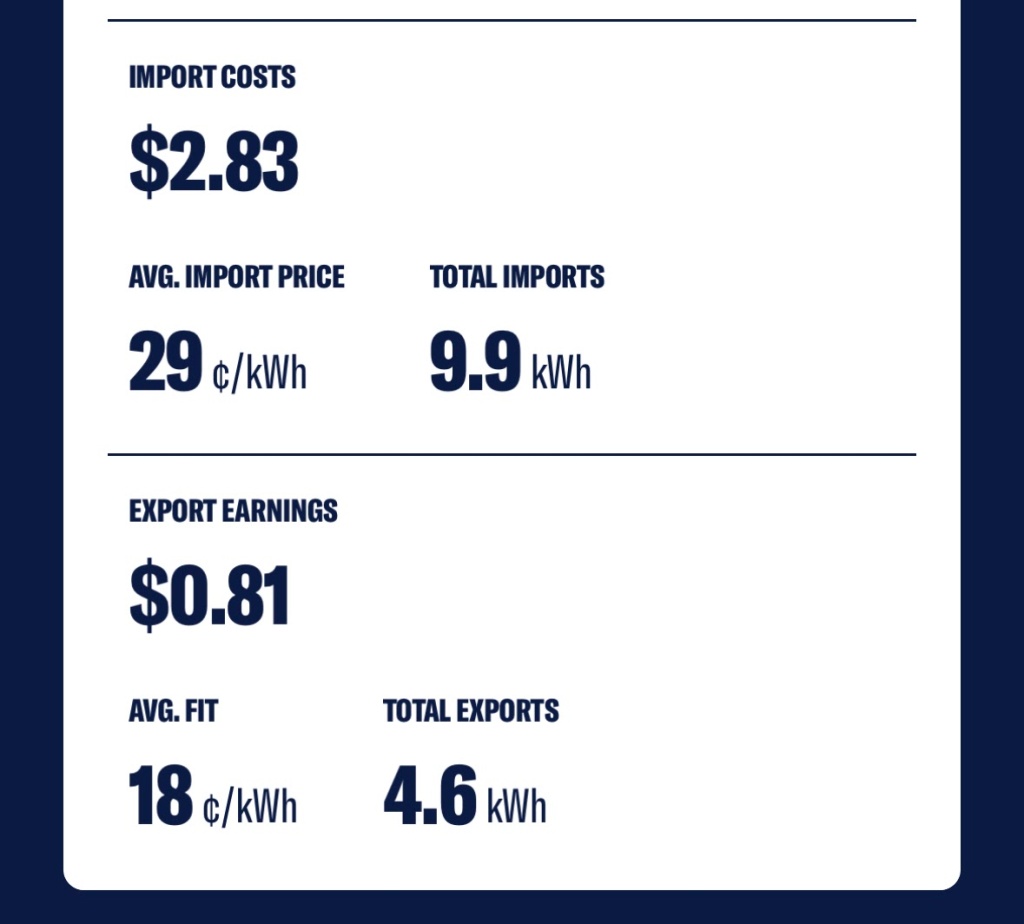 IMPORT COSTS
$2.83
AVG. IMPORT PRICE TOTAL IMPORTS
29 ¢/kWh 9.9 kWh
EXPORT EARNINGS
$0.81
AVG. FIT TOTAL EXPORTS
18 ¢/kWh 4.6 kWh